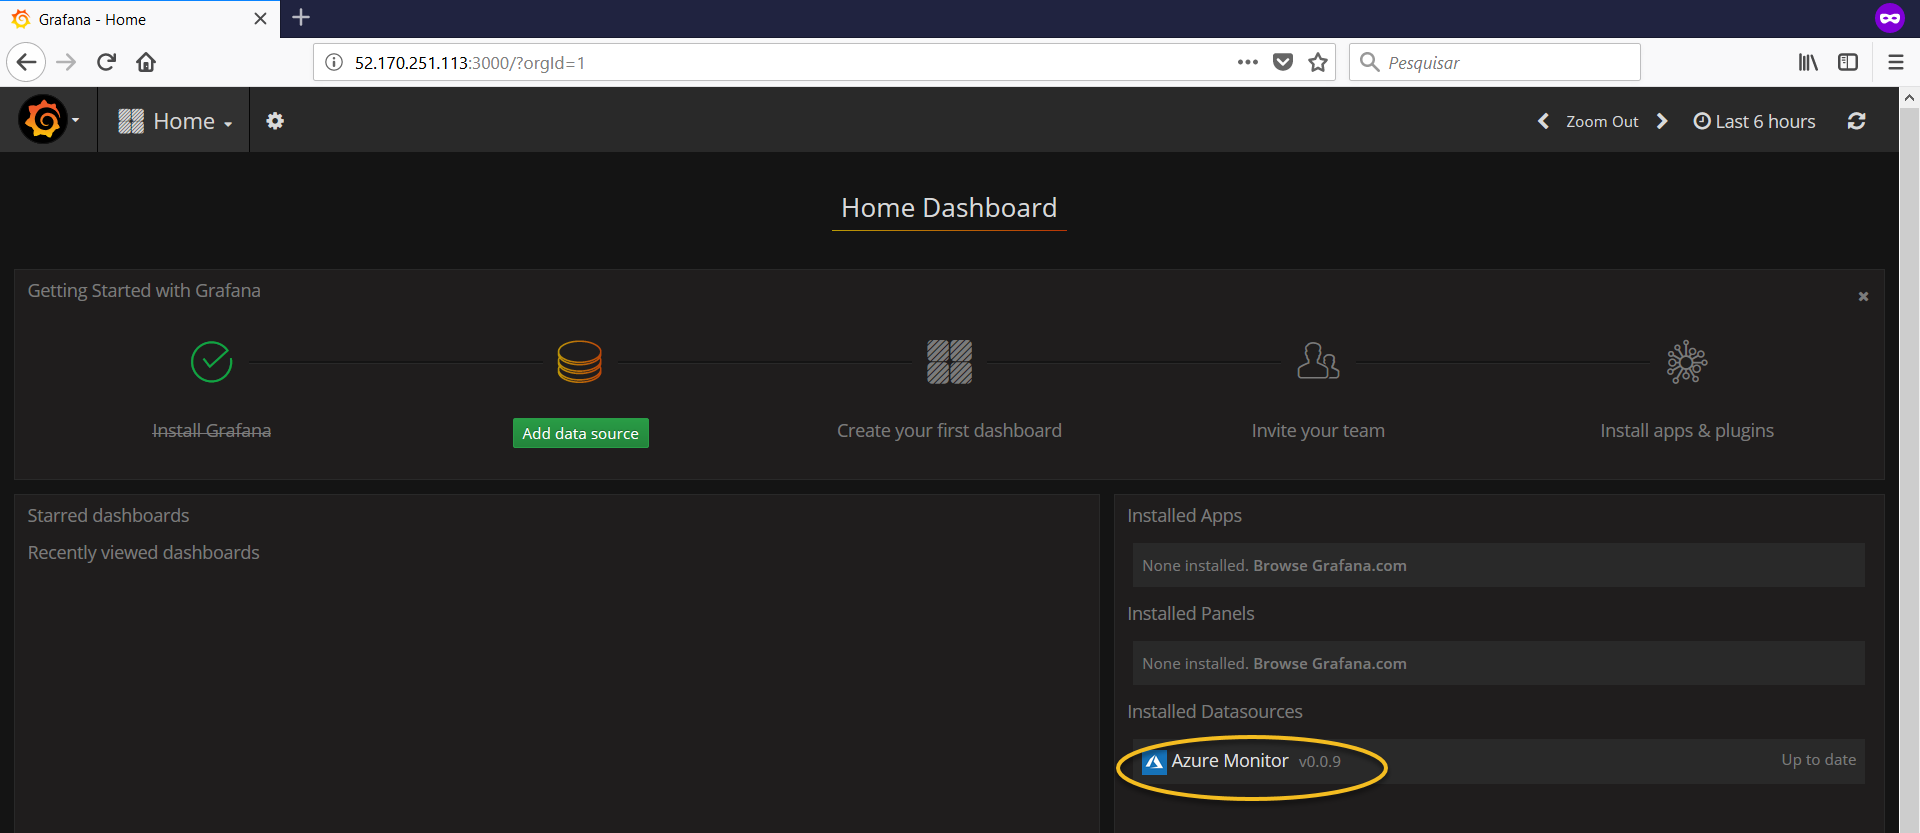 Grafana - Home
52.170.251.113:3000/?orgId=1
Pesquisar
Home
Zoom Out
Last 6 hours
Home Dashboard
Getting Started with Grafana
Install Grafana
Add data source
Create your first dashboard
Invite your team
Install apps & plugins
Starred dashboards
Recently viewed dashboards
Installed Apps
None installed. Browse Grafana.com
Installed Panels
None installed. Browse Grafana.com
Installed Datasources
Azure Monitor v0.0.9
Up to date